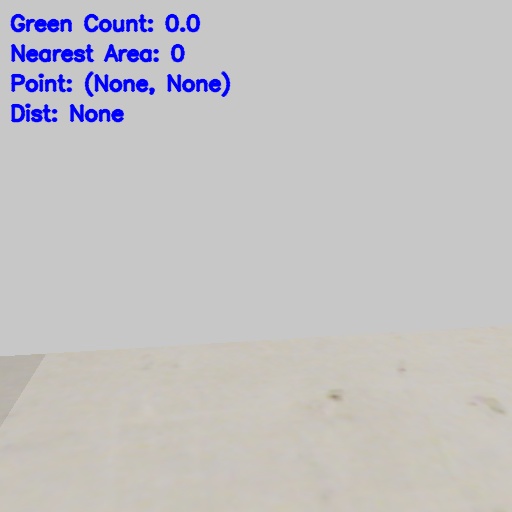 Green Count: 0.0
Nearest Area: 0
Point: (None, None)
Dist: None